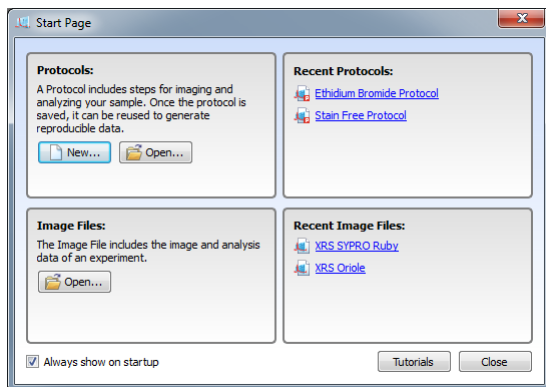 Start Page
Protocols:
A Protocol includes steps for imaging and
analyzing your sample. Once the protocol is
saved, it can be reused to generate
reproducible data.
New... Open...
Recent Protocols:
Ethidium Bromide Protocol
Stain Free Protocol
Image Files:
The Image File includes the image and analysis
data of an experiment.
Open...
Recent Image Files:
XRS SYPRO Ruby
XRS Oriole
Always show on startup
Tutorials Close